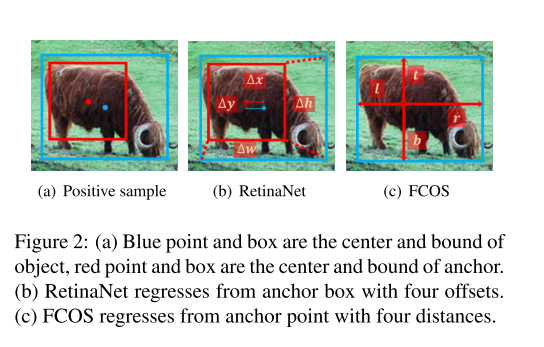 Δx
Δy
Δh
Δw
t
l
r
b
(a) Positive sample
(b) RetinaNet
(c) FCOS
Figure 2: (a) Blue point and box are the center and bound of
object, red point and box are the center and bound of anchor.
(b) RetinaNet regresses from anchor box with four offsets.
(c) FCOS regresses from anchor point with four distances.